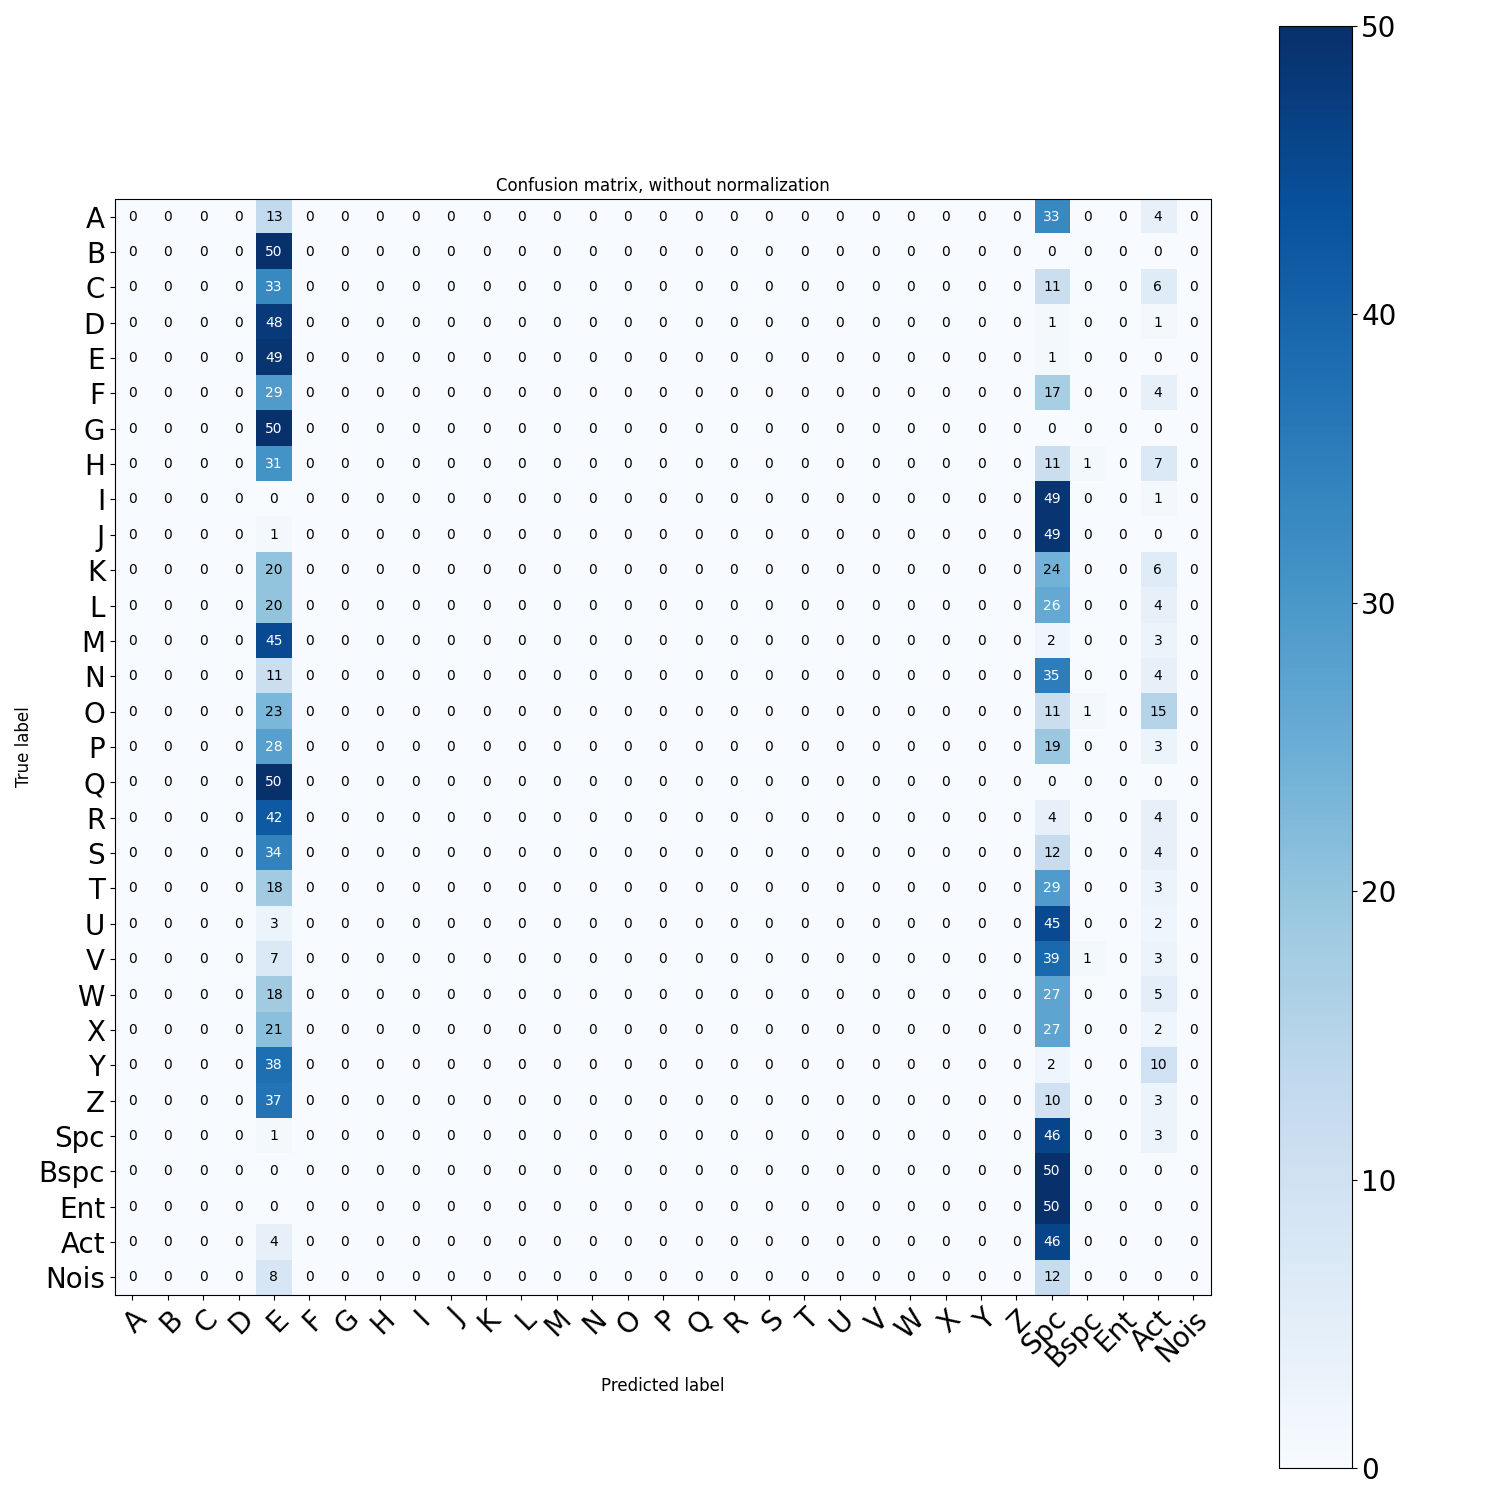 Confusion matrix, without normalization
A 0 0 0 0 13 0 0 0 0 0 0 0 0 0 0 0 0 0 0 0 0 0 0 0 0 0 33 0 0 4 0
B 0 0 0 0 50 0 0 0 0 0 0 0 0 0 0 0 0 0 0 0 0 0 0 0 0 0 0 0 0 0 0
C 0 0 0 0 33 0 0 0 0 0 0 0 0 0 0 0 0 0 0 0 0 0 0 0 0 0 11 0 0 6 0
D 0 0 0 0 48 0 0 0 0 0 0 0 0 0 0 0 0 0 0 0 0 0 0 0 0 0 1 0 0 1 0
E 0 0 0 0 49 0 0 0 0 0 0 0 0 0 0 0 0 0 0 0 0 0 0 0 0 0 1 0 0 0 0
F 0 0 0 0 29 0 0 0 0 0 0 0 0 0 0 0 0 0 0 0 0 0 0 0 0 0 17 0 0 4 0
G 0 0 0 0 50 0 0 0 0 0 0 0 0 0 0 0 0 0 0 0 0 0 0 0 0 0 0 0 0 0 0
H 0 0 0 0 31 0 0 0 0 0 0 0 0 0 0 0 0 0 0 0 0 0 0 0 0 0 11 1 0 7 0
I 0 0 0 0 0 0 0 0 0 0 0 0 0 0 0 0 0 0 0 0 0 0 0 0 0 0 49 0 0 1 0
J 0 0 0 0 1 0 0 0 0 0 0 0 0 0 0 0 0 0 0 0 0 0 0 0 0 0 49 0 0 0 0
K 0 0 0 0 20 0 0 0 0 0 0 0 0 0 0 0 0 0 0 0 0 0 0 0 0 0 24 0 0 6 0
L 0 0 0 0 20 0 0 0 0 0 0 0 0 0 0 0 0 0 0 0 0 0 0 0 0 0 26 0 0 4 0
M 0 0 0 0 45 0 0 0 0 0 0 0 0 0 0 0 0 0 0 0 0 0 0 0 0 0 2 0 0 3 0
N 0 0 0 0 11 0 0 0 0 0 0 0 0 0 0 0 0 0 0 0 0 0 0 0 0 0 35 0 0 4 0
O 0 0 0 0 23 0 0 0 0 0 0 0 0 0 0 0 0 0 0 0 0 0 0 0 0 0 11 1 0 15 0
P 0 0 0 0 28 0 0 0 0 0 0 0 0 0 0 0 0 0 0 0 0 0 0 0 0 0 19 0 0 3 0
Q 0 0 0 0 50 0 0 0 0 0 0 0 0 0 0 0 0 0 0 0 0 0 0 0 0 0 0 0 0 0 0
R 0 0 0 0 42 0 0 0 0 0 0 0 0 0 0 0 0 0 0 0 0 0 0 0 0 0 4 0 0 4 0
S 0 0 0 0 34 0 0 0 0 0 0 0 0 0 0 0 0 0 0 0 0 0 0 0 0 0 12 0 0 4 0
T 0 0 0 0 18 0 0 0 0 0 0 0 0 0 0 0 0 0 0 0 0 0 0 0 0 0 29 0 0 3 0
U 0 0 0 0 3 0 0 0 0 0 0 0 0 0 0 0 0 0 0 0 0 0 0 0 0 0 45 0 0 2 0
V 0 0 0 0 7 0 0 0 0 0 0 0 0 0 0 0 0 0 0 0 0 0 0 0 0 0 39 1 0 3 0
W 0 0 0 0 18 0 0 0 0 0 0 0 0 0 0 0 0 0 0 0 0 0 0 0 0 0 27 0 0 5 0
X 0 0 0 0 21 0 0 0 0 0 0 0 0 0 0 0 0 0 0 0 0 0 0 0 0 0 27 0 0 2 0
Y 0 0 0 0 38 0 0 0 0 0 0 0 0 0 0 0 0 0 0 0 0 0 0 0 0 0 2 0 0 10 0
Z 0 0 0 0 37 0 0 0 0 0 0 0 0 0 0 0 0 0 0 0 0 0 0 0 0 0 10 0 0 3 0
Spc 0 0 0 0 1 0 0 0 0 0 0 0 0 0 0 0 0 0 0 0 0 0 0 0 0 0 46 0 0 3 0
Bspc 0 0 0 0 0 0 0 0 0 0 0 0 0 0 0 0 0 0 0 0 0 0 0 0 0 0 50 0 0 0 0
Ent 0 0 0 0 0 0 0 0 0 0 0 0 0 0 0 0 0 0 0 0 0 0 0 0 0 0 50 0 0 0 0
Act 0 0 0 0 4 0 0 0 0 0 0 0 0 0 0 0 0 0 0 0 0 0 0 0 0 0 46 0 0 0 0
Nois 0 0 0 0 8 0 0 0 0 0 0 0 0 0 0 0 0 0 0 0 0 0 0 0 0 0 12 0 0 0 0
A B C D E F G H I J K L M N O P Q R S T U V W X Y Z Spc Bspc Ent Act Nois
Predicted label
True label
50
40
30
20
10
0